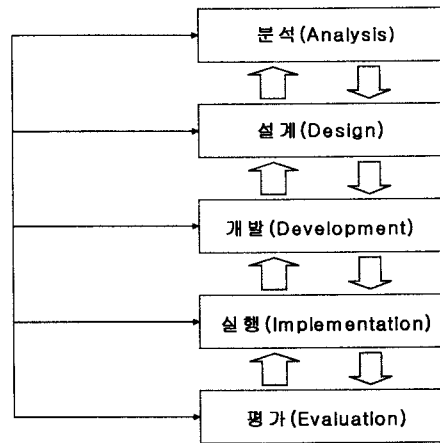 분석(Analysis)
설계(Design)
개발(Development)
실행(Implementation)
평가(Evaluation)